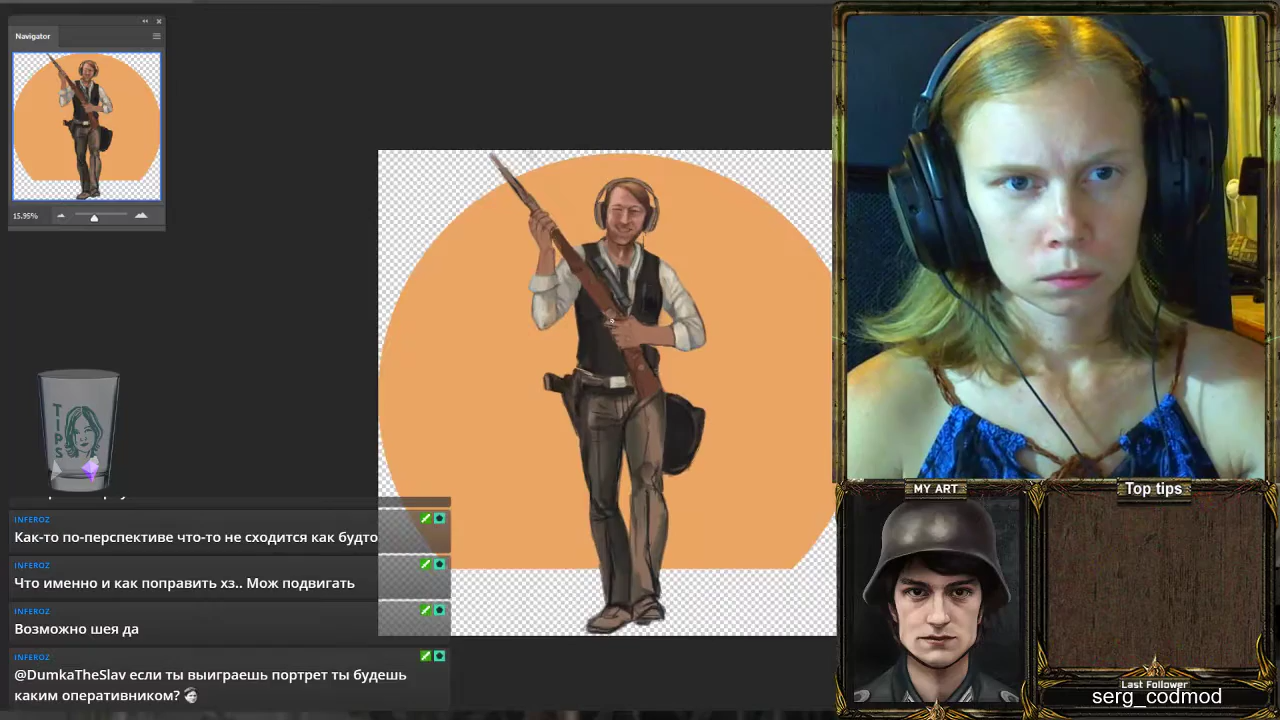 Navigator
15.95%
TIPS
INFEROZ
Как-то по-перспективе что-то не сходится как будто
INFEROZ
Что именно и как поправить хз.. Мож подвигать
INFEROZ
Возможно шея да
INFEROZ
@DumkaTheSlav если ты выиграешь портрет ты будешь
каким оперативником?
MY ART
Top tips
Last Follower
serg_codmod